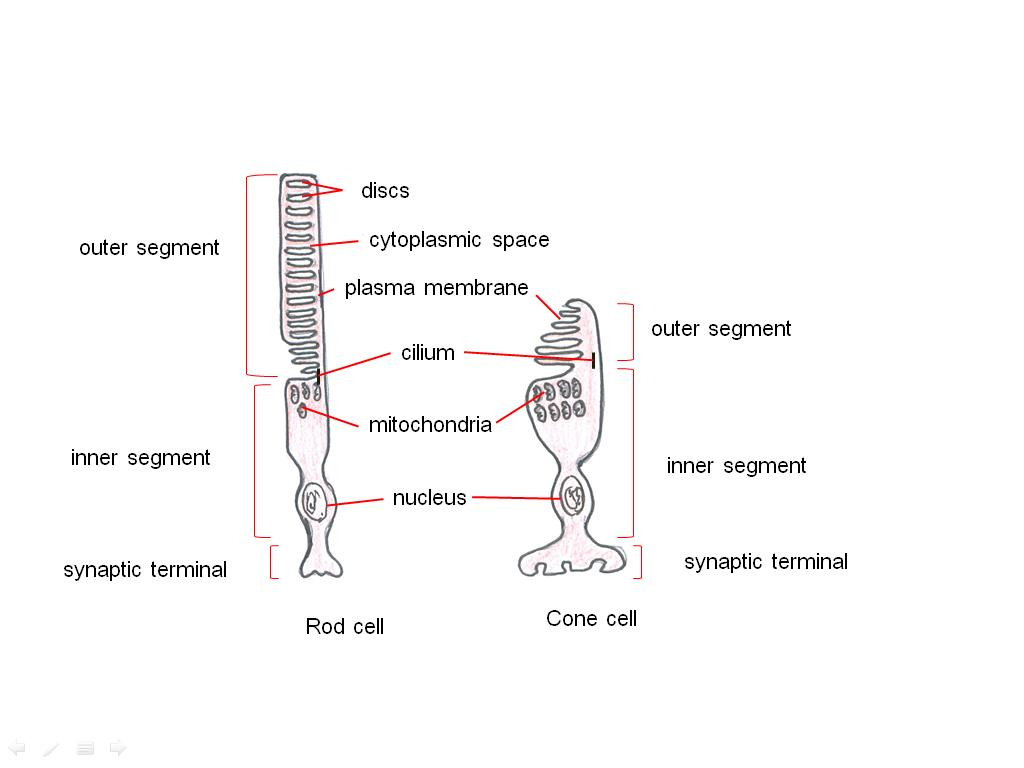 discs
cytoplasmic space
outer segment
plasma membrane
outer segment
cilium
mitochondria
inner segment
inner segment
nucleus
synaptic terminal
synaptic terminal
Rod cell
Cone cell